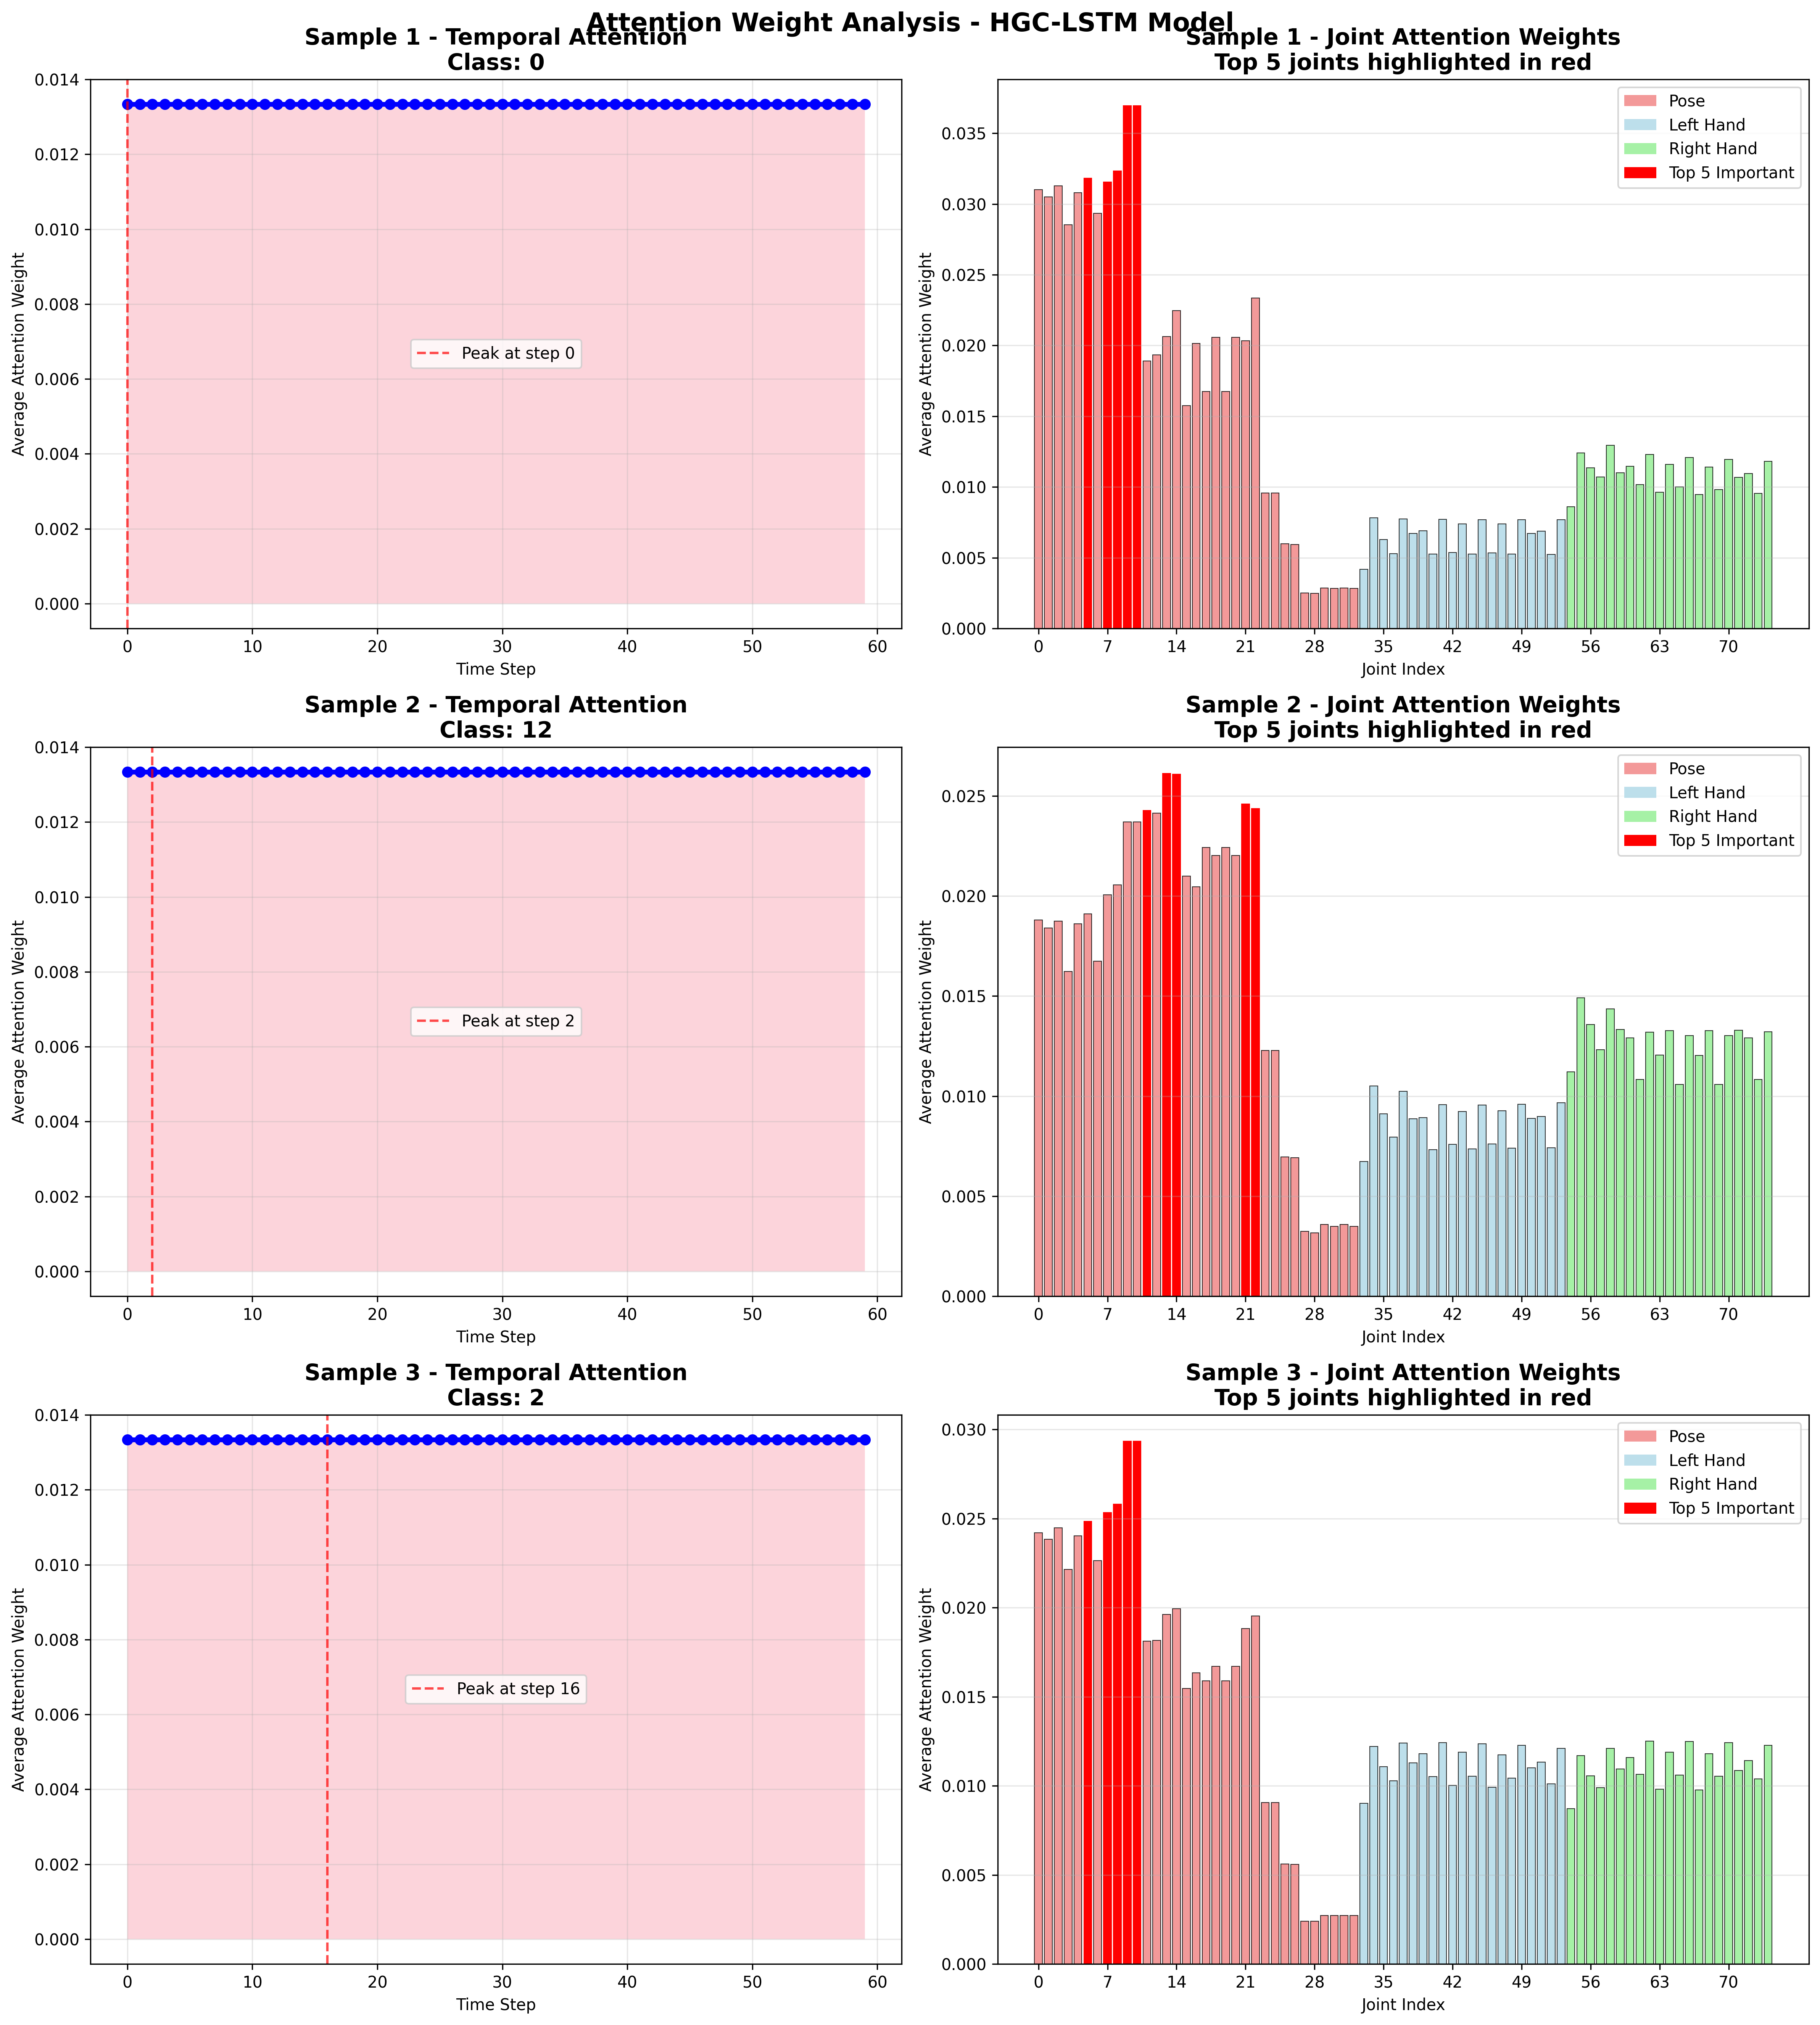 Attention Weight Analysis - HGC-LSTM Model
Sample 1 - Temporal Attention
Class: 0
0.014
0.012
0.010
0.008
0.006
0.004
0.002
0.000
Average Attention Weight
Peak at step 0
0 10 20 30 40 50 60
Time Step
Sample 1 - Joint Attention Weights
Top 5 joints highlighted in red
0.035
0.030
0.025
0.020
0.015
0.010
0.005
0.000
Average Attention Weight
Pose
Left Hand
Right Hand
Top 5 Important
0 7 14 21 28 35 42 49 56 63 70
Joint Index
Sample 2 - Temporal Attention
Class: 12
0.014
0.012
0.010
0.008
0.006
0.004
0.002
0.000
Average Attention Weight
Peak at step 2
0 10 20 30 40 50 60
Time Step
Sample 2 - Joint Attention Weights
Top 5 joints highlighted in red
0.025
0.020
0.015
0.010
0.005
0.000
Average Attention Weight
Pose
Left Hand
Right Hand
Top 5 Important
0 7 14 21 28 35 42 49 56 63 70
Joint Index
Sample 3 - Temporal Attention
Class: 2
0.014
0.012
0.010
0.008
0.006
0.004
0.002
0.000
Average Attention Weight
Peak at step 16
0 10 20 30 40 50 60
Time Step
Sample 3 - Joint Attention Weights
Top 5 joints highlighted in red
0.030
0.025
0.020
0.015
0.010
0.005
0.000
Average Attention Weight
Pose
Left Hand
Right Hand
Top 5 Important
0 7 14 21 28 35 42 49 56 63 70
Joint Index